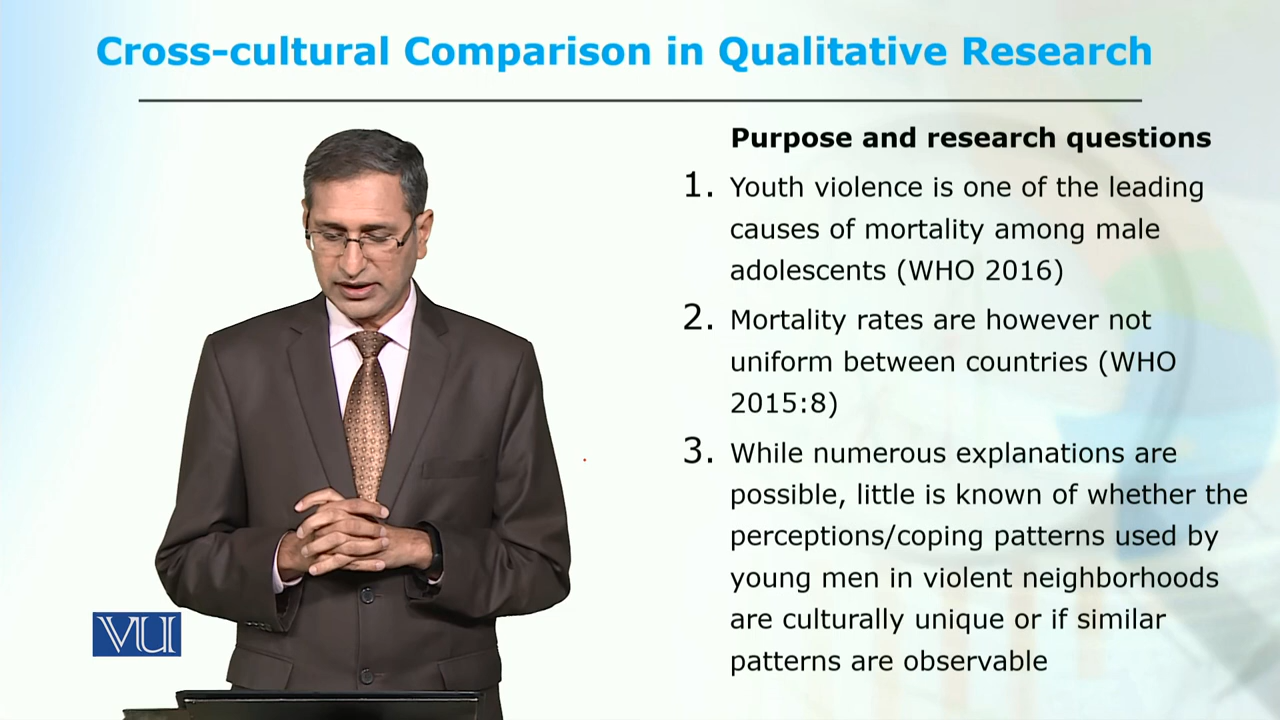 Cross-cultural Comparison in Qualitative Research
Purpose and research questions
1. Youth violence is one of the leading
causes of mortality among male
adolescents (WHO 2016)
2. Mortality rates are however not
uniform between countries (WHO
2015:8)
3. While numerous explanations are
possible, little is known of whether the
perceptions/coping patterns used by
young men in violent neighborhoods
are culturally unique or if similar
patterns are observable
VU